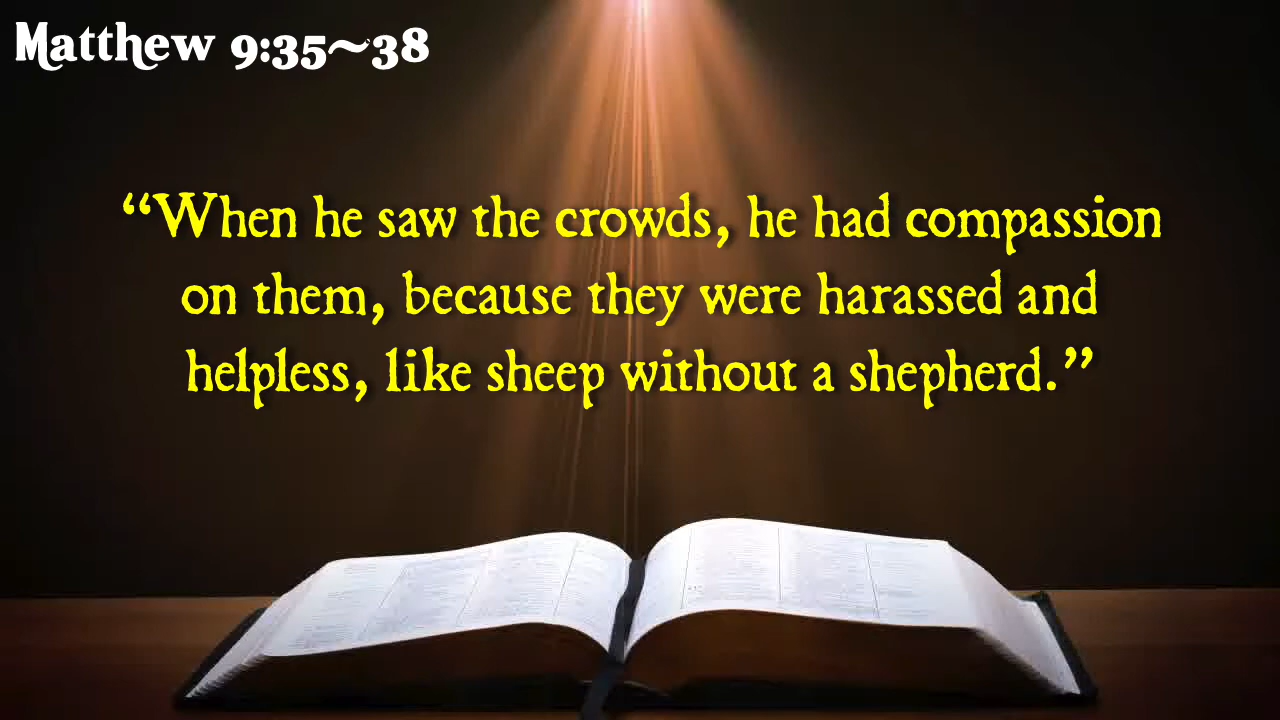 Matthew 9:35~38
“When he saw the crowds, he had compassion
on them, because they were harassed and
helpless, like sheep without a shepherd.”